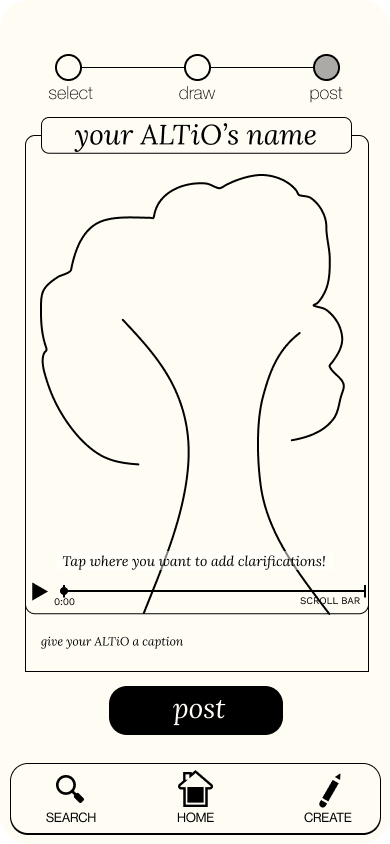 select draw post
your ALTiO’s name
Tap where you want to add clarifications!
0:00 SCROLL BAR
give your ALTiO a caption
post
SEARCH HOME CREATE